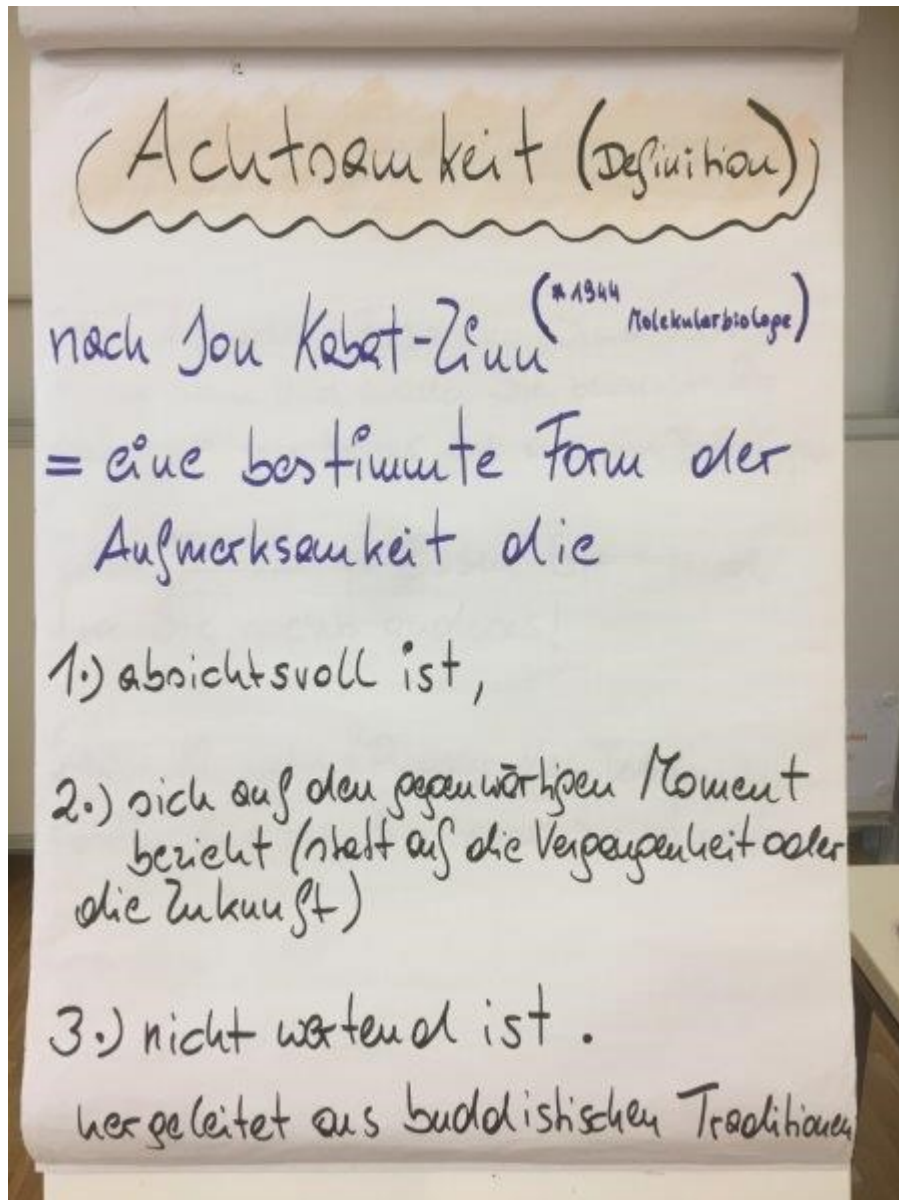 Achtsamkeit (Definition)
nach Jon Kabat-Zinn (*1944 Molekularbiologe)
= eine bestimmte Form der
Aufmerksamkeit die
1.) absichtsvoll ist,
2.) sich auf den gegenwärtigen Moment
bezieht (statt auf die Vergangenheit oder
die Zukunft)
3.) nicht wertend ist.
hergeleitet aus buddistischen Traditionen